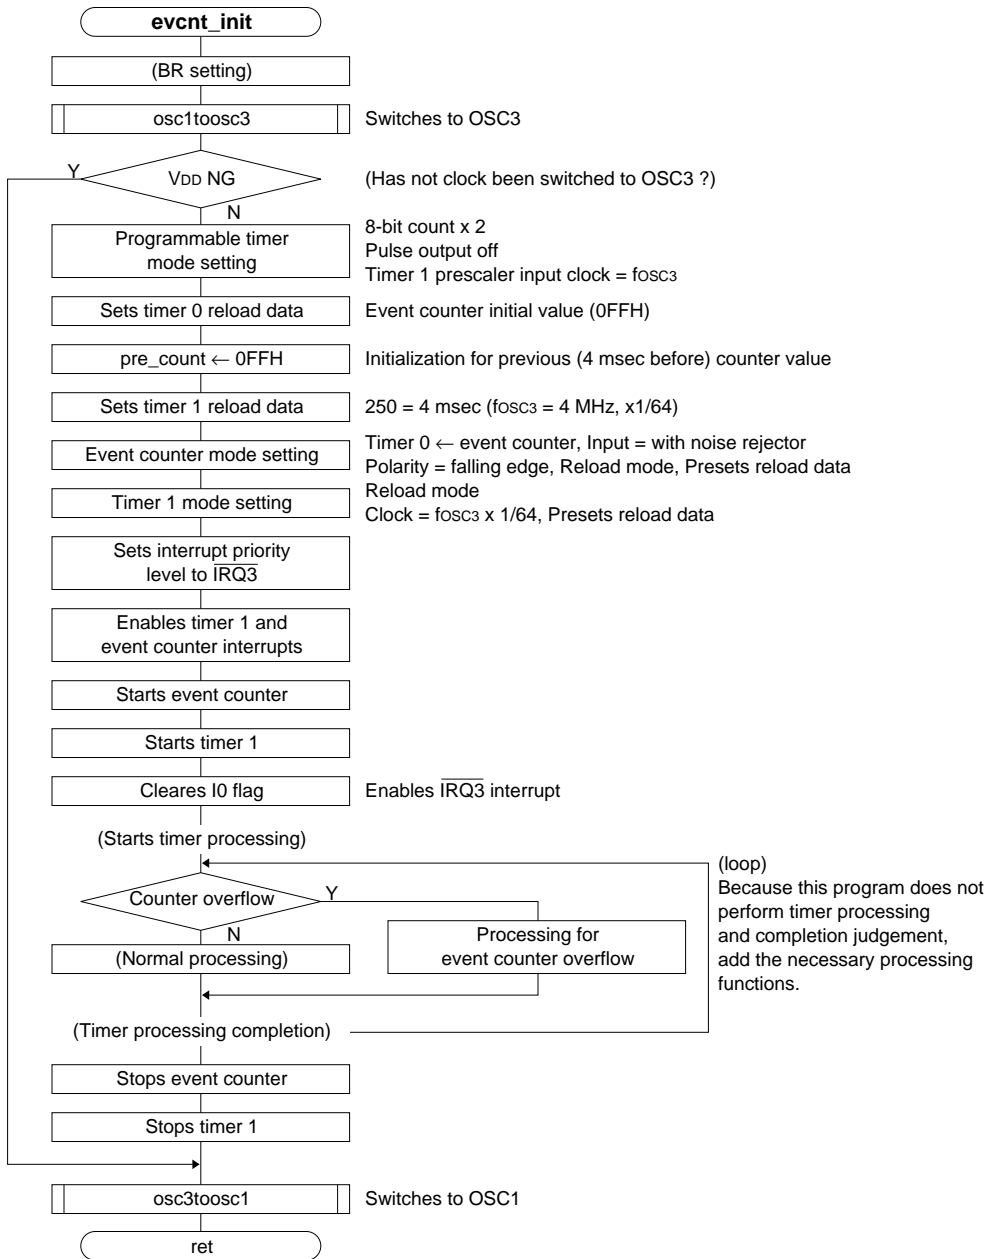 evcnt_init
(BR setting)
osc1toosc3
Switches to OSC3
Y
VDD NG
(Has not clock been switched to OSC3 ?)
N
Programmable timer
mode setting
8-bit count x 2
Pulse output off
Timer 1 prescaler input clock = fOSC3
Sets timer 0 reload data
Event counter initial value (0FFH)
pre_count ← 0FFH
Initialization for previous (4 msec before) counter value
Sets timer 1 reload data
250 = 4 msec (fOSC3 = 4 MHz, x1/64)
Event counter mode setting
Timer 0 ← event counter, Input = with noise rejector
Polarity = falling edge, Reload mode, Presets reload data
Timer 1 mode setting
Reload mode
Clock = fOSC3 x 1/64, Presets reload data
Sets interrupt priority
level to IRQ3
Enables timer 1 and
event counter interrupts
Starts event counter
Starts timer 1
Cleares I0 flag
Enables IRQ3 interrupt
(Starts timer processing)
Counter overflow
Y
N
(Normal processing)
Processing for
event counter overflow
(loop)
Because this program does not
perform timer processing
and completion judgement,
add the necessary processing
functions.
(Timer processing completion)
Stops event counter
Stops timer 1
osc3toosc1
Switches to OSC1
ret